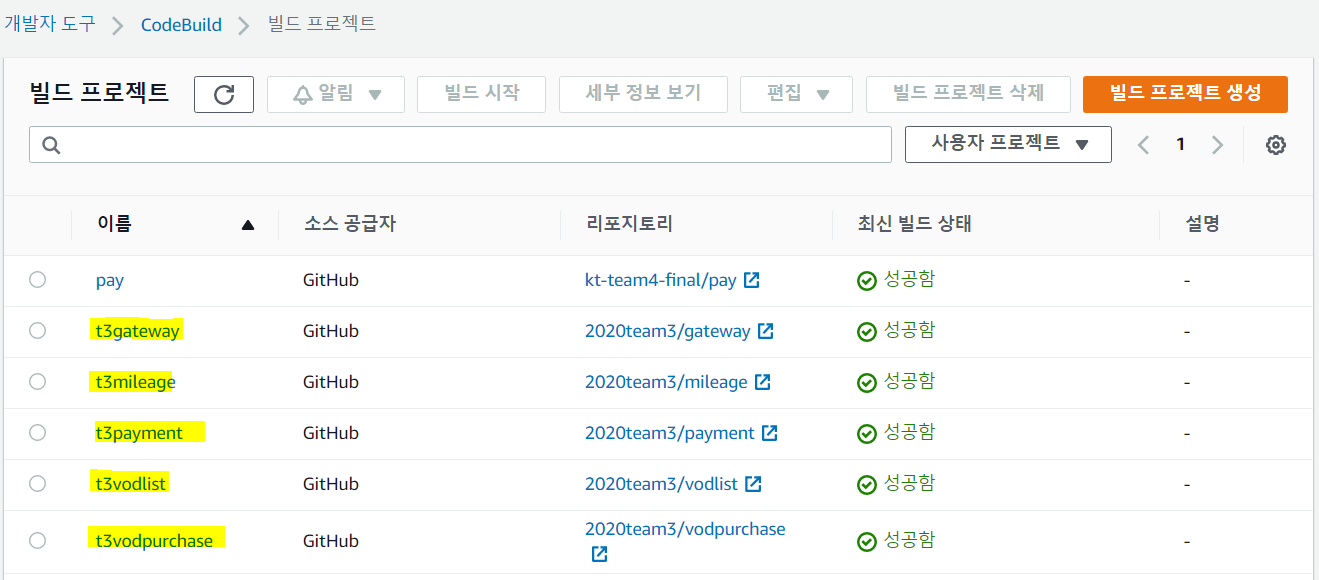 개발자 도구 CodeBuild 빌드 프로젝트
빌드 프로젝트 알림 빌드 시작 세부 정보 보기 편집 빌드 프로젝트 삭제 빌드 프로젝트 생성
사용자 프로젝트 1
이름 소스 공급자 리포지토리 최신 빌드 상태 설명
pay GitHub kt-team4-final/pay 성공함 -
t3gateway GitHub 2020team3/gateway 성공함 -
t3mileage GitHub 2020team3/mileage 성공함 -
t3payment GitHub 2020team3/payment 성공함 -
t3vodlist GitHub 2020team3/vodlist 성공함 -
t3vodpurchase GitHub 2020team3/vodpurchase 성공함 -